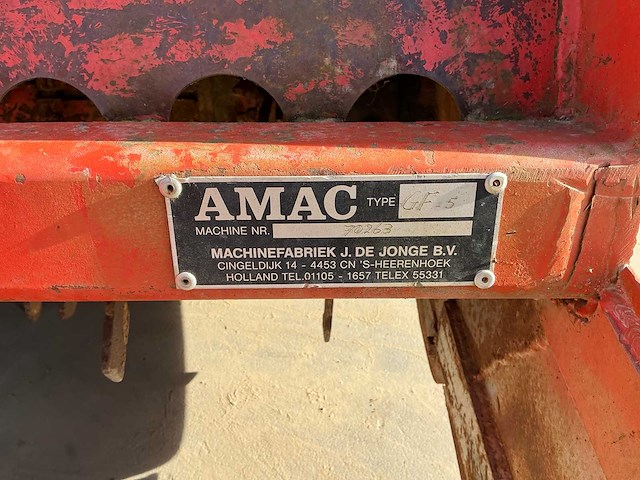 AMAC TYPE GF-5
MACHINE NR. 70263
MACHINEFABRIEK J. DE JONGE B.V.
CINGELDIJK 14 - 4453 CN 'S-HEERENHOEK
HOLLAND TEL.01105 - 1657 TELEX 55331